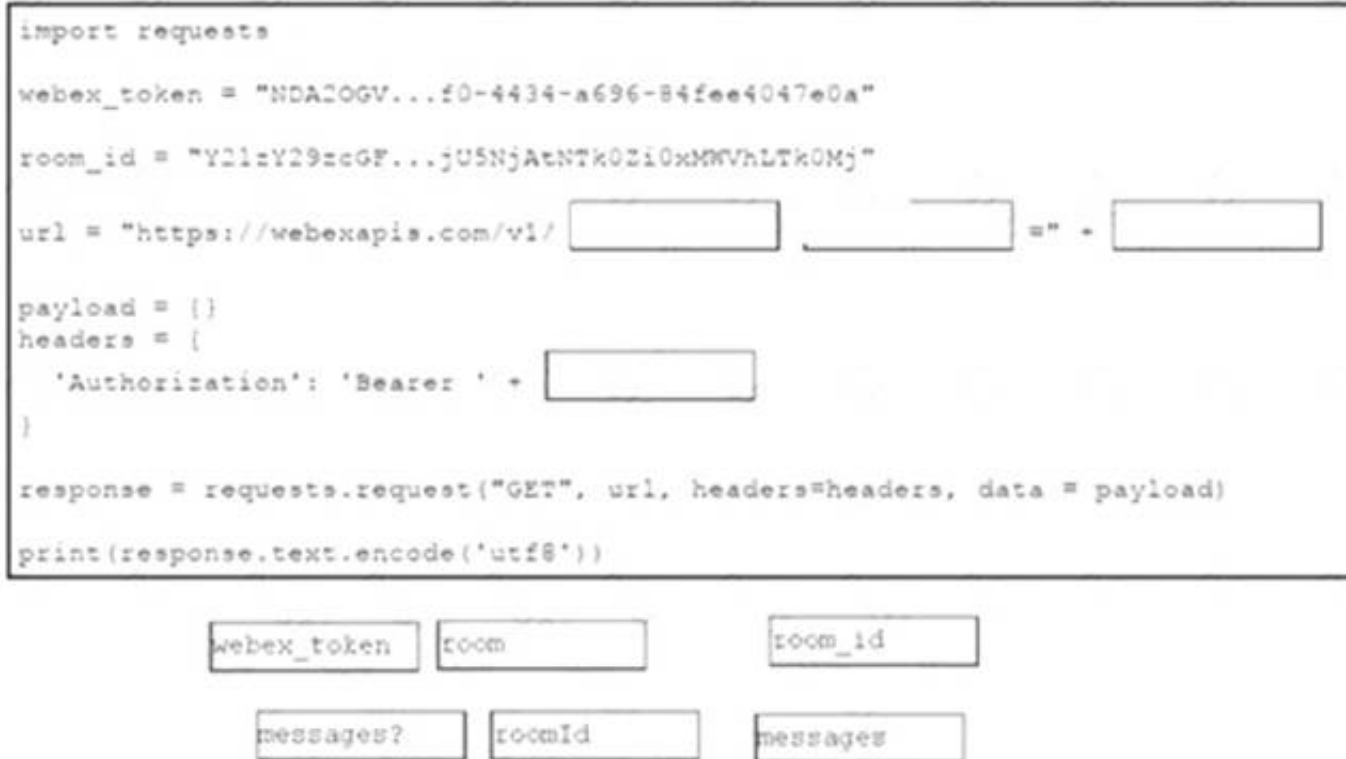 import requests
webex_token = "NDA2OGV...f0-4434-a696-84fee4047e0a"
room_id = "Y21zY29zcGF...jU5NjAtNTk0Zi0xMWVhLTk0Mj"
url = "https://webexapis.com/v1/ =" +
payload = {}
headers = {
'Authorization': 'Bearer ' +
}
response = requests.request("GET", url, headers=headers, data = payload)
print(response.text.encode('utf8'))
webex_token room room_id
messages? roomId messages